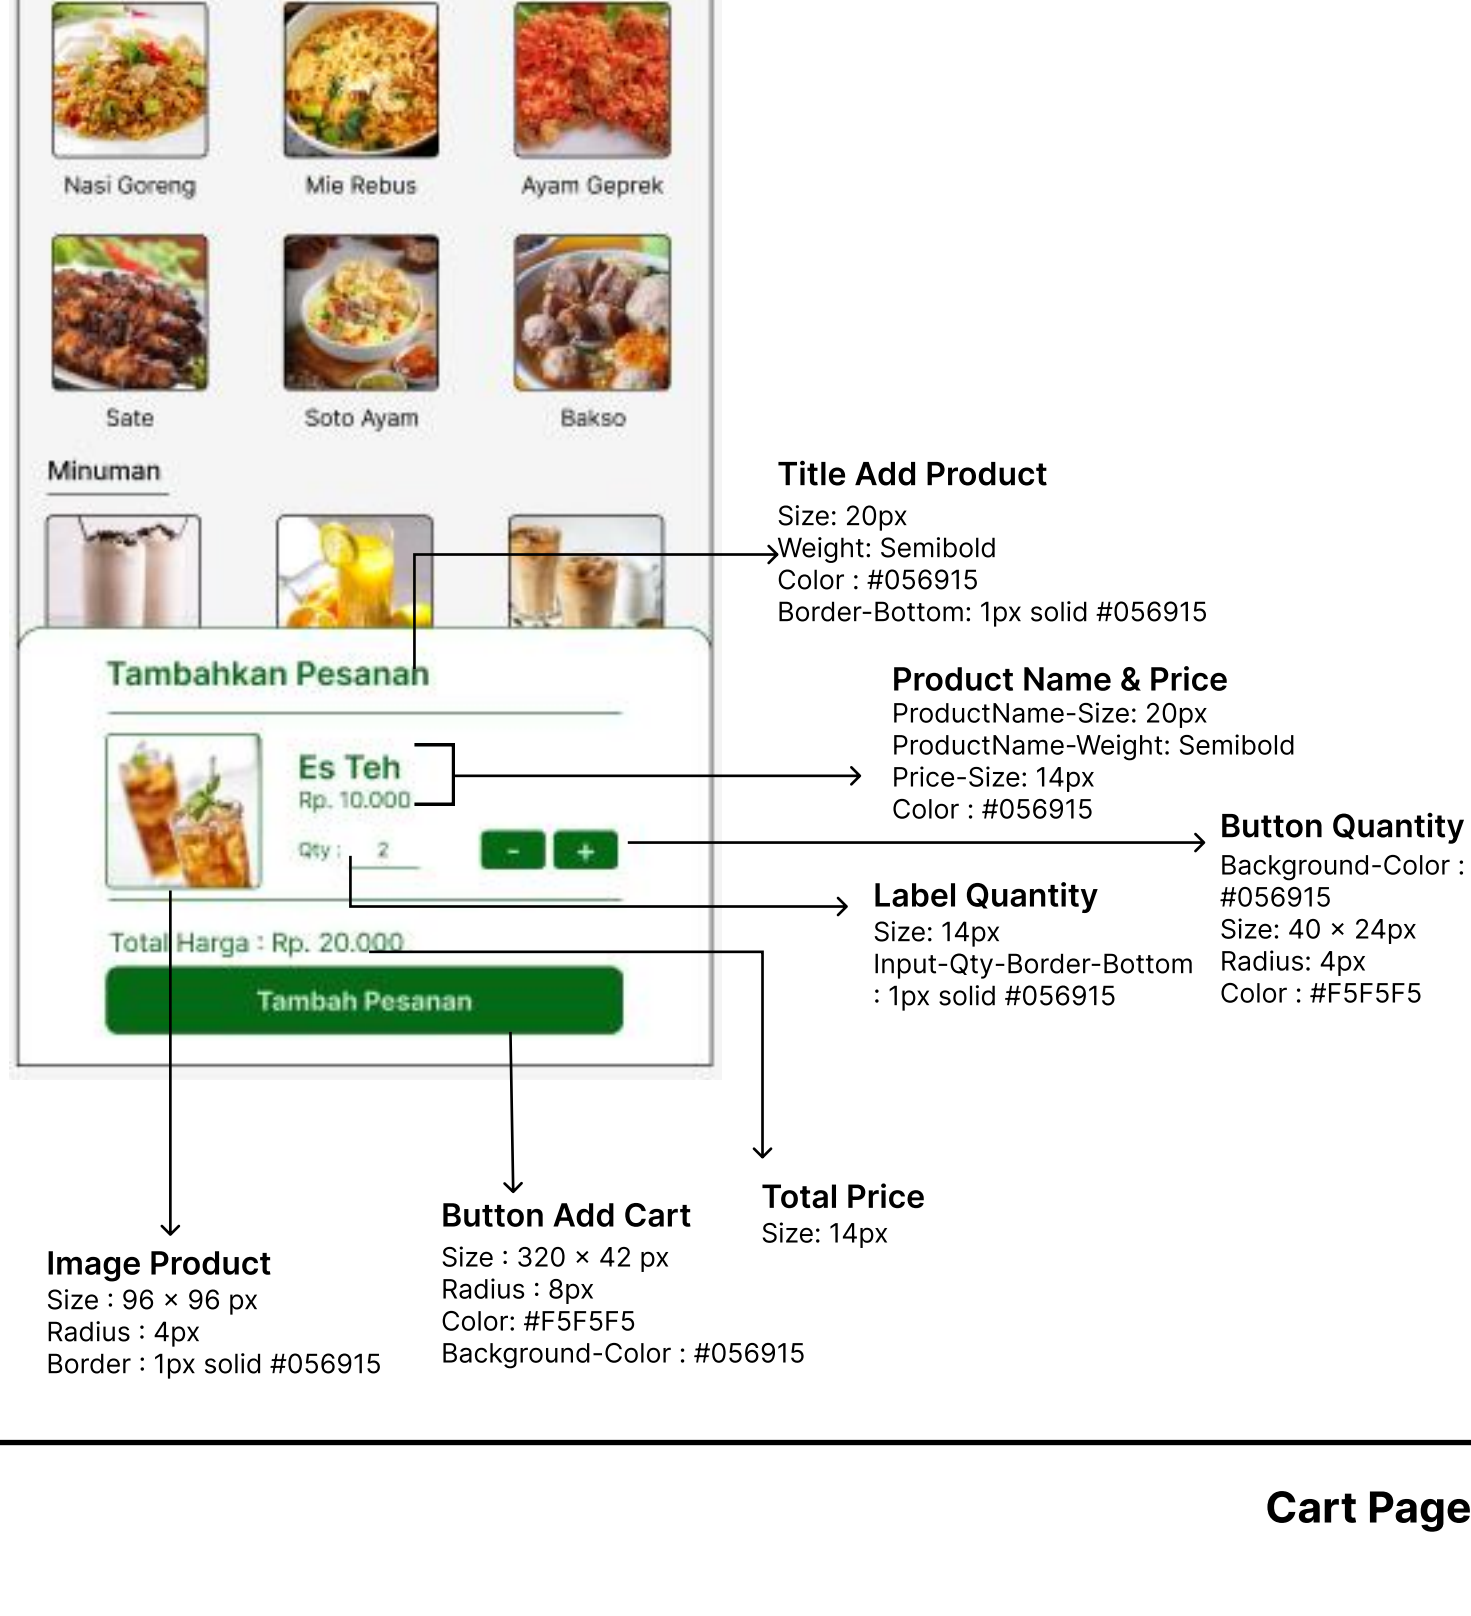 Nasi Goreng
Mie Rebus
Ayam Geprek
Sate
Soto Ayam
Bakso
Minuman
Tambahkan Pesanan
Es Teh
Rp. 10.000
Qty :
2
-
+
Total Harga : Rp. 20.000
Tambah Pesanan
Title Add Product
Size: 20px
Weight: Semibold
Color : #056915
Border-Bottom: 1px solid #056915
Product Name & Price
ProductName-Size: 20px
ProductName-Weight: Semibold
Price-Size: 14px
Color : #056915
Button Quantity
Background-Color :
#056915
Size: 40 × 24px
Radius: 4px
Color : #F5F5F5
Label Quantity
Size: 14px
Input-Qty-Border-Bottom
: 1px solid #056915
Total Price
Size: 14px
Button Add Cart
Size : 320 × 42 px
Radius : 8px
Color: #F5F5F5
Background-Color : #056915
Image Product
Size : 96 × 96 px
Radius : 4px
Border : 1px solid #056915
Cart Page